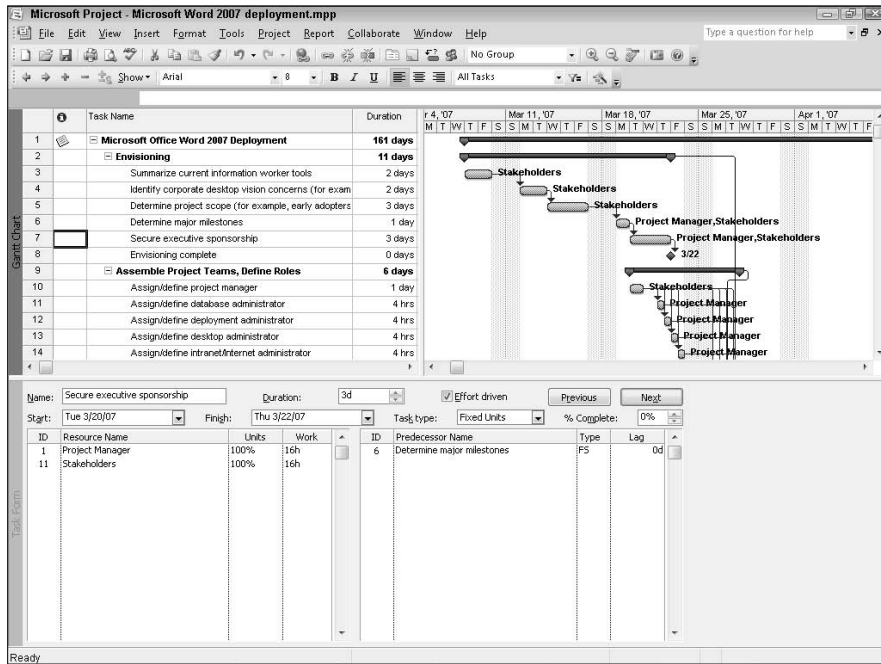 Microsoft Project - Microsoft Word 2007 deployment.mpp
File Edit View Insert Format Tools Project Report Collaborate Window Help Type a question for help
No Group
Show Arial 8 B I U All Tasks
Task Name Duration r 4, '07 Mar 11, '07 Mar 18, '07 Mar 25, '07 Apr 1, '07
M T W T F S S M T W T F S S M T W T F S S M T W T F S S M T W T F
1 Microsoft Office Word 2007 Deployment 161 days
2 Envisioning 11 days
3 Summarize current information worker tools 2 days Stakeholders
4 Identify corporate desktop vision concerns (for exam 2 days Stakeholders
5 Determine project scope (for example, early adopters 3 days Stakeholders
6 Determine major milestones 1 day Project Manager,Stakeholders
7 Secure executive sponsorship 3 days Project Manager,Stakeholders
8 Envisioning complete 0 days 3/22
9 Assemble Project Teams, Define Roles 6 days
10 Assign/define project manager 1 day Stakeholders
11 Assign/define database administrator 4 hrs Project Manager
12 Assign/define deployment administrator 4 hrs Project Manager
13 Assign/define desktop administrator 4 hrs Project Manager
14 Assign/define intranet/Internet administrator 4 hrs Project Manager
Gantt Chart
Name: Secure executive sponsorship Duration: 3d Effort driven Previous Next
Start: Tue 3/20/07 Finish: Thu 3/22/07 Task type: Fixed Units % Complete: 0%
ID Resource Name Units Work ID Predecessor Name Type Lag
1 Project Manager 100% 16h 6 Determine major milestones FS 0d
11 Stakeholders 100% 16h
Task Form
Ready